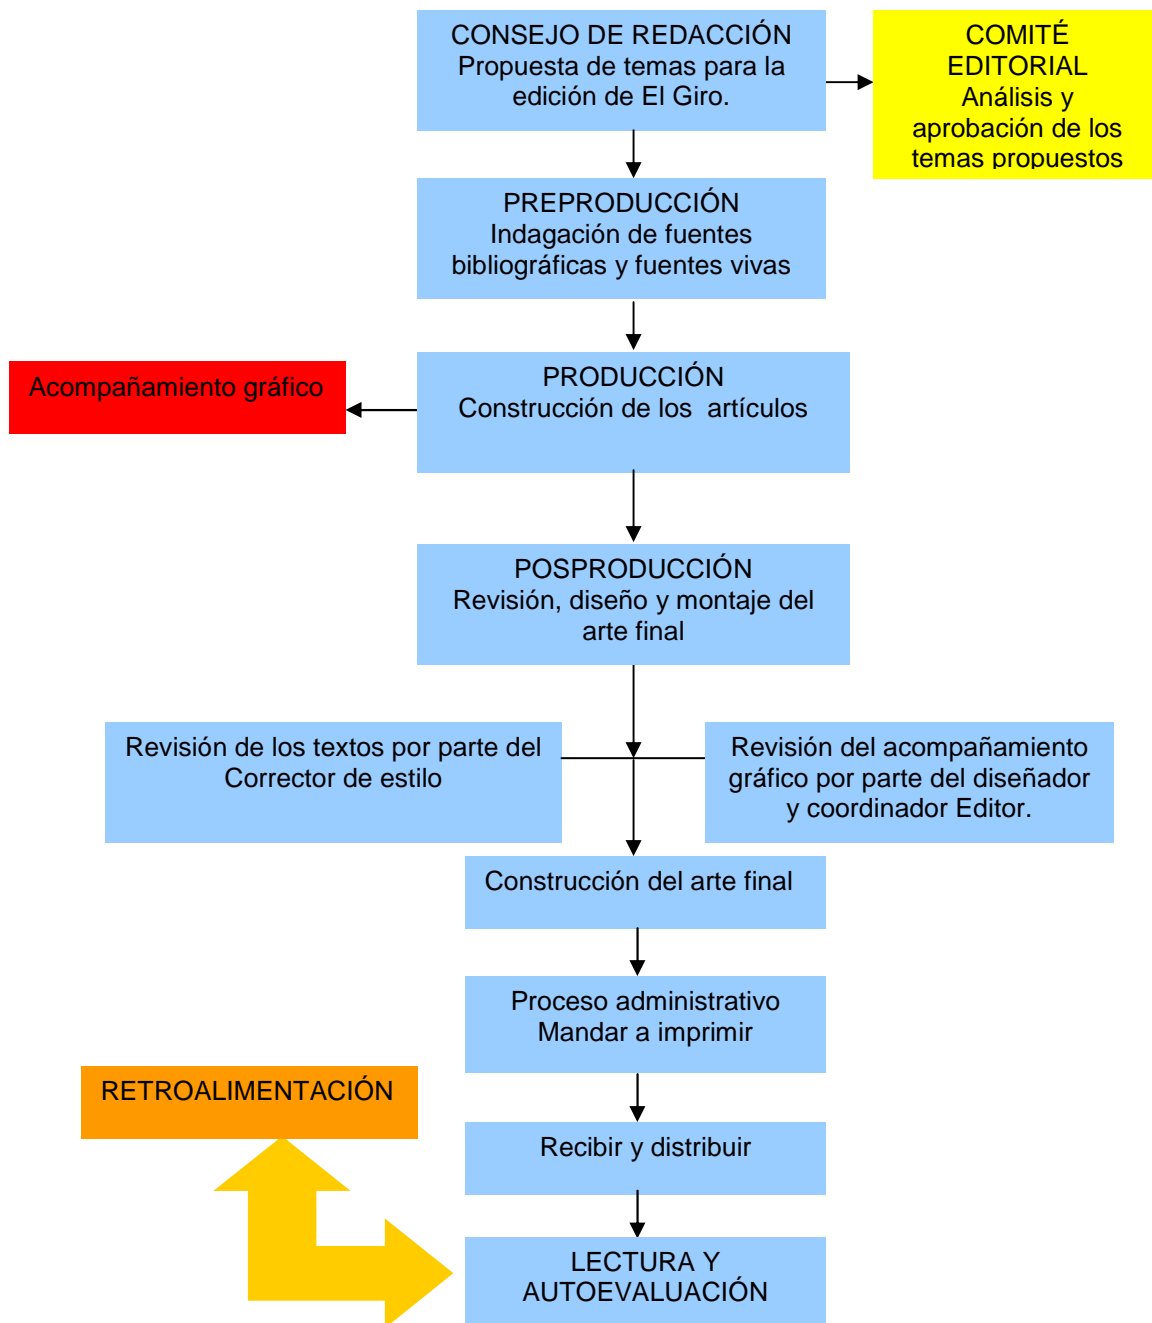 CONSEJO DE REDACCIÓN
Propuesta de temas para la
edición de El Giro.
COMITÉ
EDITORIAL
Análisis y
aprobación de los
temas propuestos
PREPRODUCCIÓN
Indagación de fuentes
bibliográficas y fuentes vivas
Acompañamiento gráfico
PRODUCCIÓN
Construcción de los artículos
POSPRODUCCIÓN
Revisión, diseño y montaje del
arte final
Revisión de los textos por parte del
Corrector de estilo
Revisión del acompañamiento
gráfico por parte del diseñador
y coordinador Editor.
Construcción del arte final
Proceso administrativo
Mandar a imprimir
RETROALIMENTACIÓN
Recibir y distribuir
LECTURA Y
AUTOEVALUACIÓN